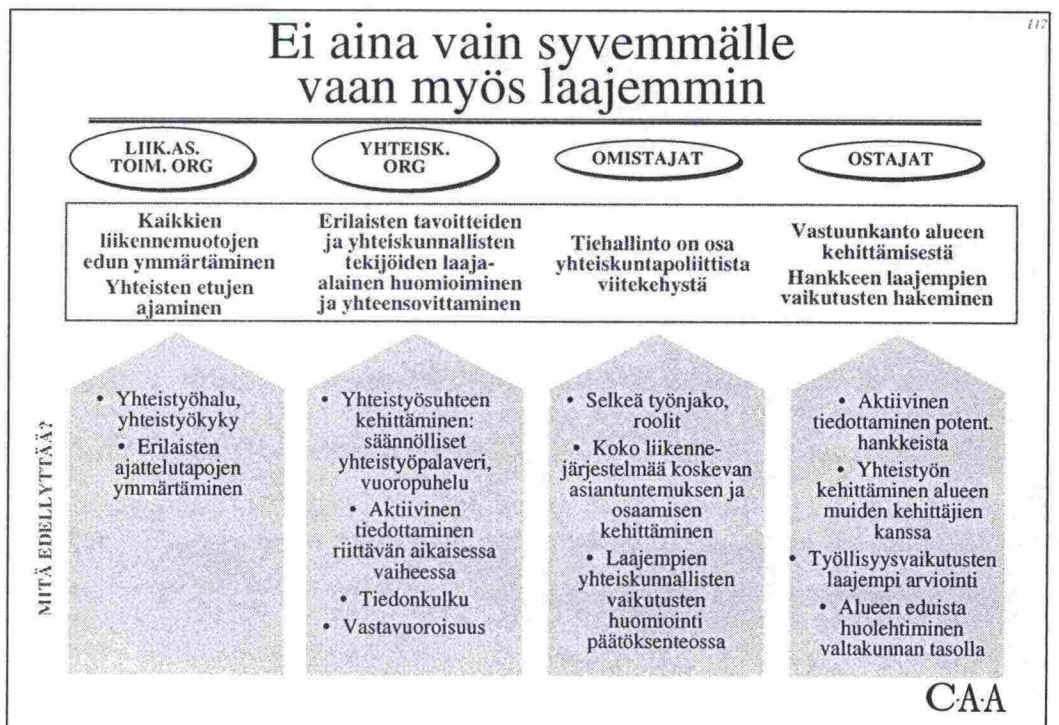 117
Ei aina vain syvemmälle
vaan myös laajemmin
LIIK.AS.
TOIM. ORG
YHTEISK.
ORG
OMISTAJAT
OSTAJAT
Kaikkien
liikennemuotojen
edun ymmärtäminen
Yhteisten etujen
ajaminen
Erilaisten tavoitteiden
ja yhteiskunnallisten
tekijöiden laaja-
alainen huomioiminen
ja yhteensovittaminen
Tiehallinto on osa
yhteiskuntapoliittista
viitekehystä
Vastuunkanto alueen
kehittämisestä
Hankkeen laajempien
vaikutusten hakeminen
MITÄ EDELLYTTÄÄ?
• Yhteistyöhalu,
yhteistyökyky
• Erilaisten
ajattelutapojen
ymmärtäminen
• Yhteistyösuhteen
kehittäminen:
säännölliset
yhteistyöpalaveri,
vuoropuhelu
• Aktiivinen
tiedottaminen
riittävän aikaisessa
vaiheessa
• Tiedonkulku
• Vastavuoroisuus
• Selkeä työnjako,
roolit
• Koko liikenne-
järjestelmää koskevan
asiantuntemuksen ja
osaamisen
kehittäminen
• Laajempien
yhteiskunnallisten
vaikutusten
huomiointi
päätöksenteossa
• Aktiivinen
tiedottaminen potent.
hankkeista
• Yhteistyön
kehittäminen alueen
muiden kehittäjien
kanssa
• Työllisyysvaikutusten
laajempi arviointi
• Alueen eduista
huolehtiminen
valtakunnan tasolla
C·A·A